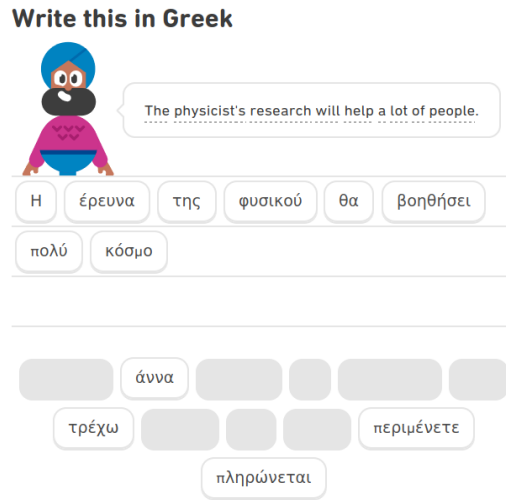 Write this in Greek
The physicist's research will help a lot of people.
Η έρευνα της φυσικού θα βοηθήσει
πολύ κόσμο
άννα
τρέχω περιμένετε
πληρώνεται